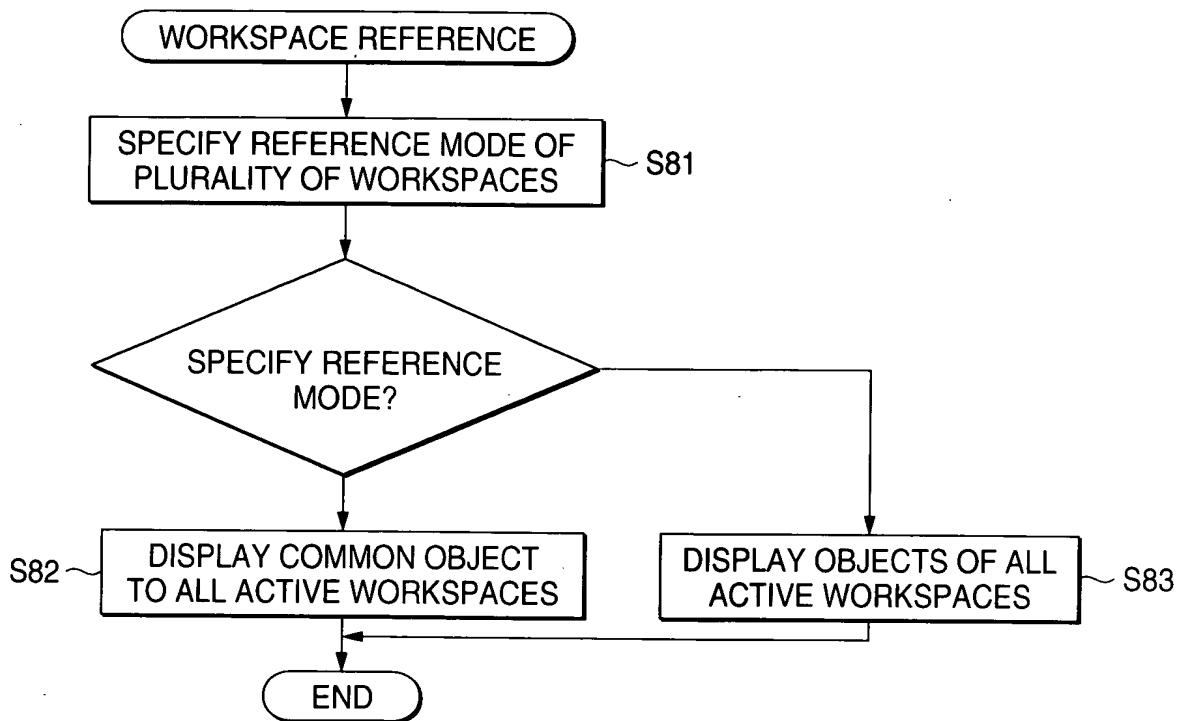 WORKSPACE REFERENCE
SPECIFY REFERENCE MODE OF
PLURALITY OF WORKSPACES
S81
SPECIFY REFERENCE
MODE?
S82
DISPLAY COMMON OBJECT
TO ALL ACTIVE WORKSPACES
DISPLAY OBJECTS OF ALL
ACTIVE WORKSPACES
S83
END